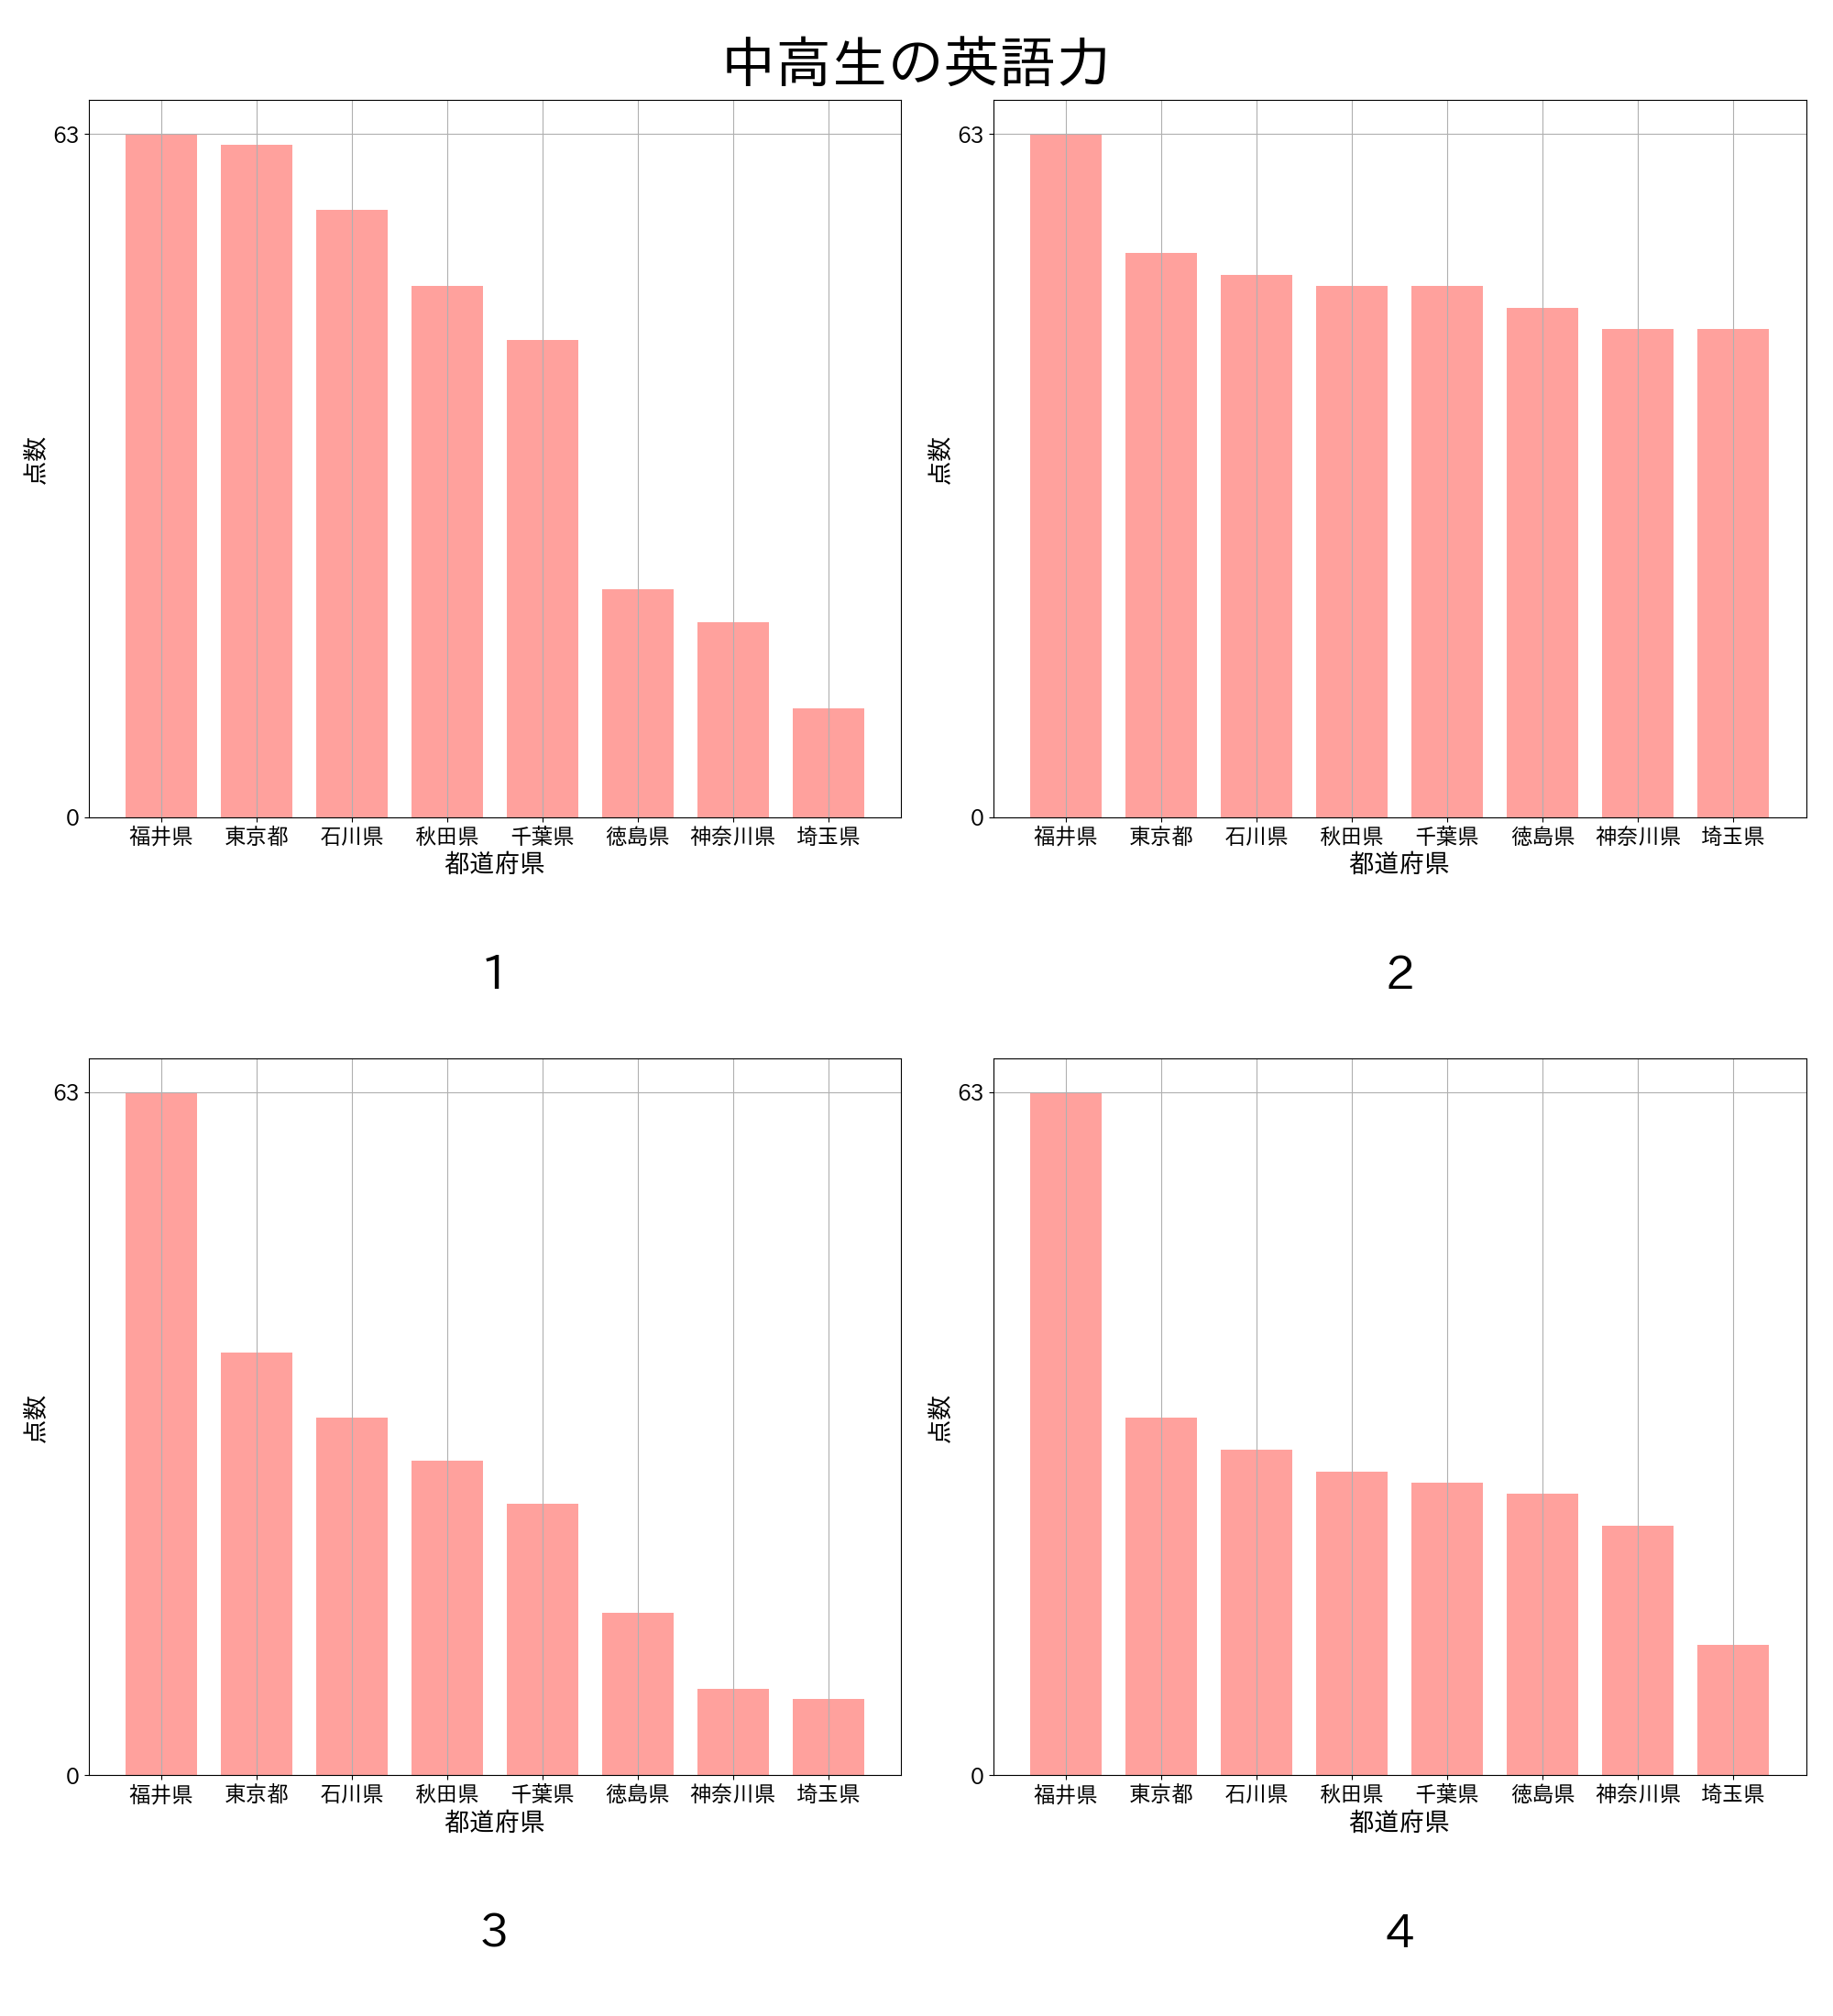 中高生の英語力
63
点数
0
福井県 東京都 石川県 秋田県 千葉県 徳島県 神奈川県 埼玉県
都道府県
1
63
点数
0
福井県 東京都 石川県 秋田県 千葉県 徳島県 神奈川県 埼玉県
都道府県
2
63
点数
0
福井県 東京都 石川県 秋田県 千葉県 徳島県 神奈川県 埼玉県
都道府県
3
63
点数
0
福井県 東京都 石川県 秋田県 千葉県 徳島県 神奈川県 埼玉県
都道府県
4